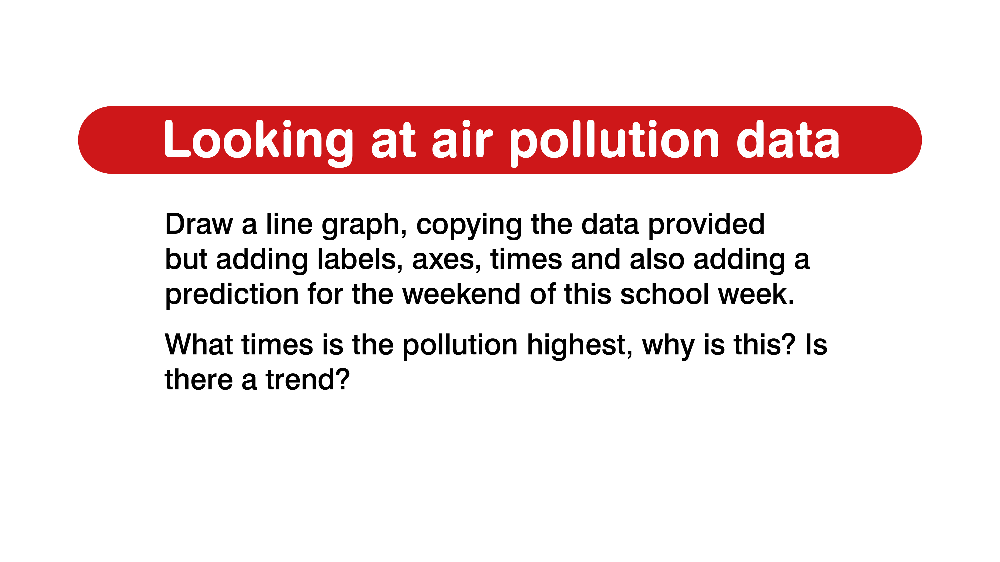 Looking at air pollution data
Draw a line graph, copying the data provided
but adding labels, axes, times and also adding a
prediction for the weekend of this school week.
What times is the pollution highest, why is this? Is
there a trend?